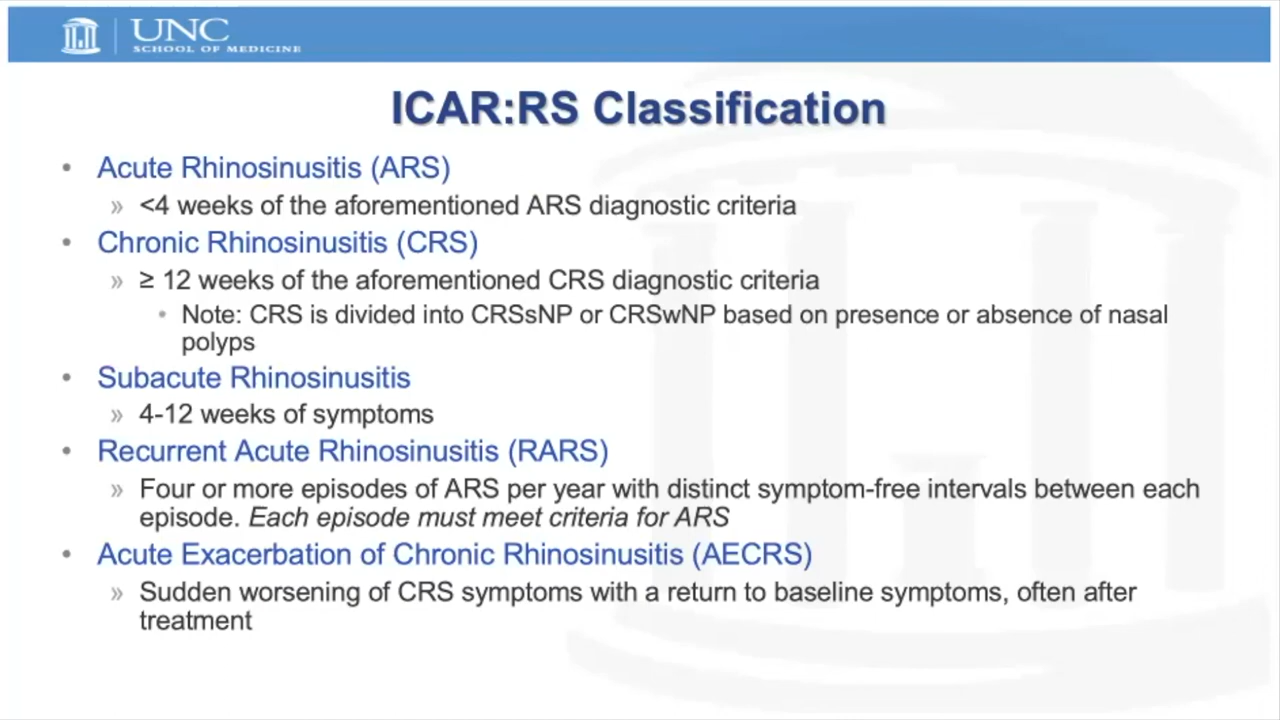 UNC
SCHOOL OF MEDICINE
ICAR:RS Classification
• Acute Rhinosinusitis (ARS)
» <4 weeks of the aforementioned ARS diagnostic criteria
• Chronic Rhinosinusitis (CRS)
» ≥ 12 weeks of the aforementioned CRS diagnostic criteria
• Note: CRS is divided into CRSsNP or CRSwNP based on presence or absence of nasal
polyps
• Subacute Rhinosinusitis
» 4-12 weeks of symptoms
• Recurrent Acute Rhinosinusitis (RARS)
» Four or more episodes of ARS per year with distinct symptom-free intervals between each
episode. Each episode must meet criteria for ARS
• Acute Exacerbation of Chronic Rhinosinusitis (AECRS)
» Sudden worsening of CRS symptoms with a return to baseline symptoms, often after
treatment